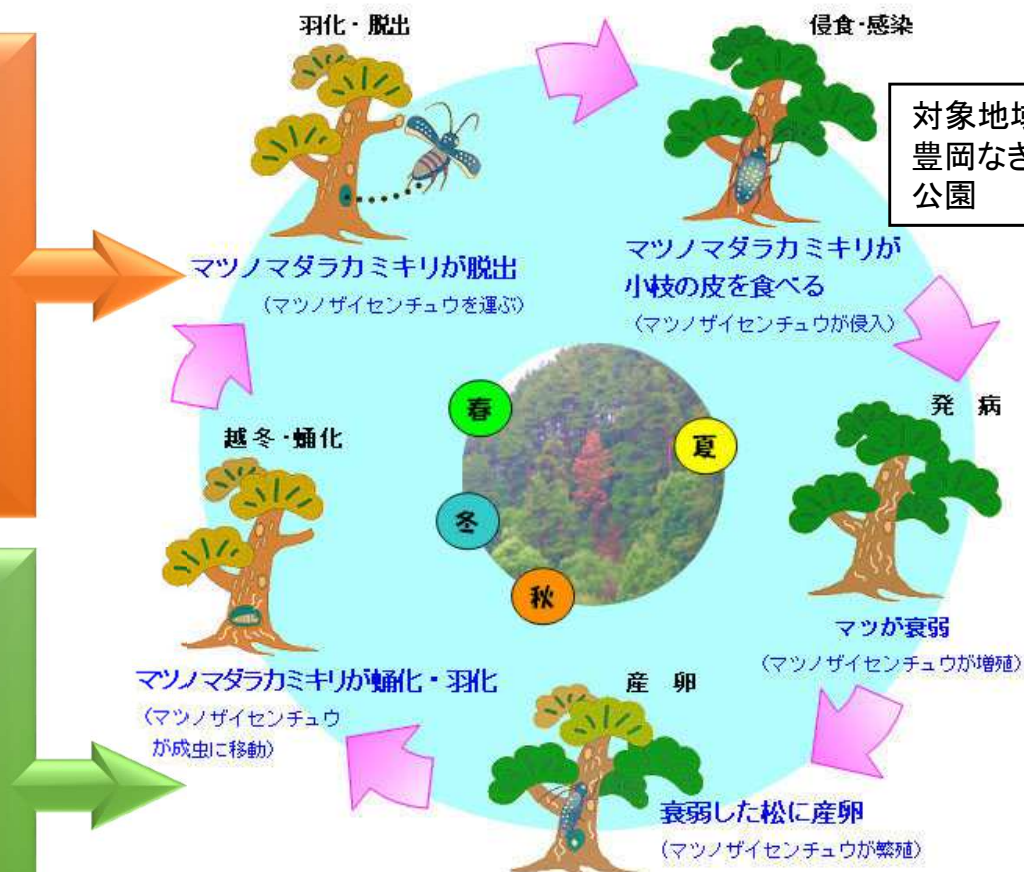 羽化・脱出
侵食・感染
対象地域
豊岡なぎ
公園
マツノマダラカミキリが脱出
（マツノザイセンチュウを運ぶ）
マツノマダラカミキリが
小枝の皮を食べる
（マツノザイセンチュウが侵入）
春
夏
冬
秋
発 病
越冬・蛹化
マツが衰弱
（マツノザイセンチュウが増殖）
マツノマダラカミキリが蛹化・羽化
（マツノザイセンチュウ
が成虫に移動）
産 卵
衰弱した松に産卵
（マツノザイセンチュウが繁殖）